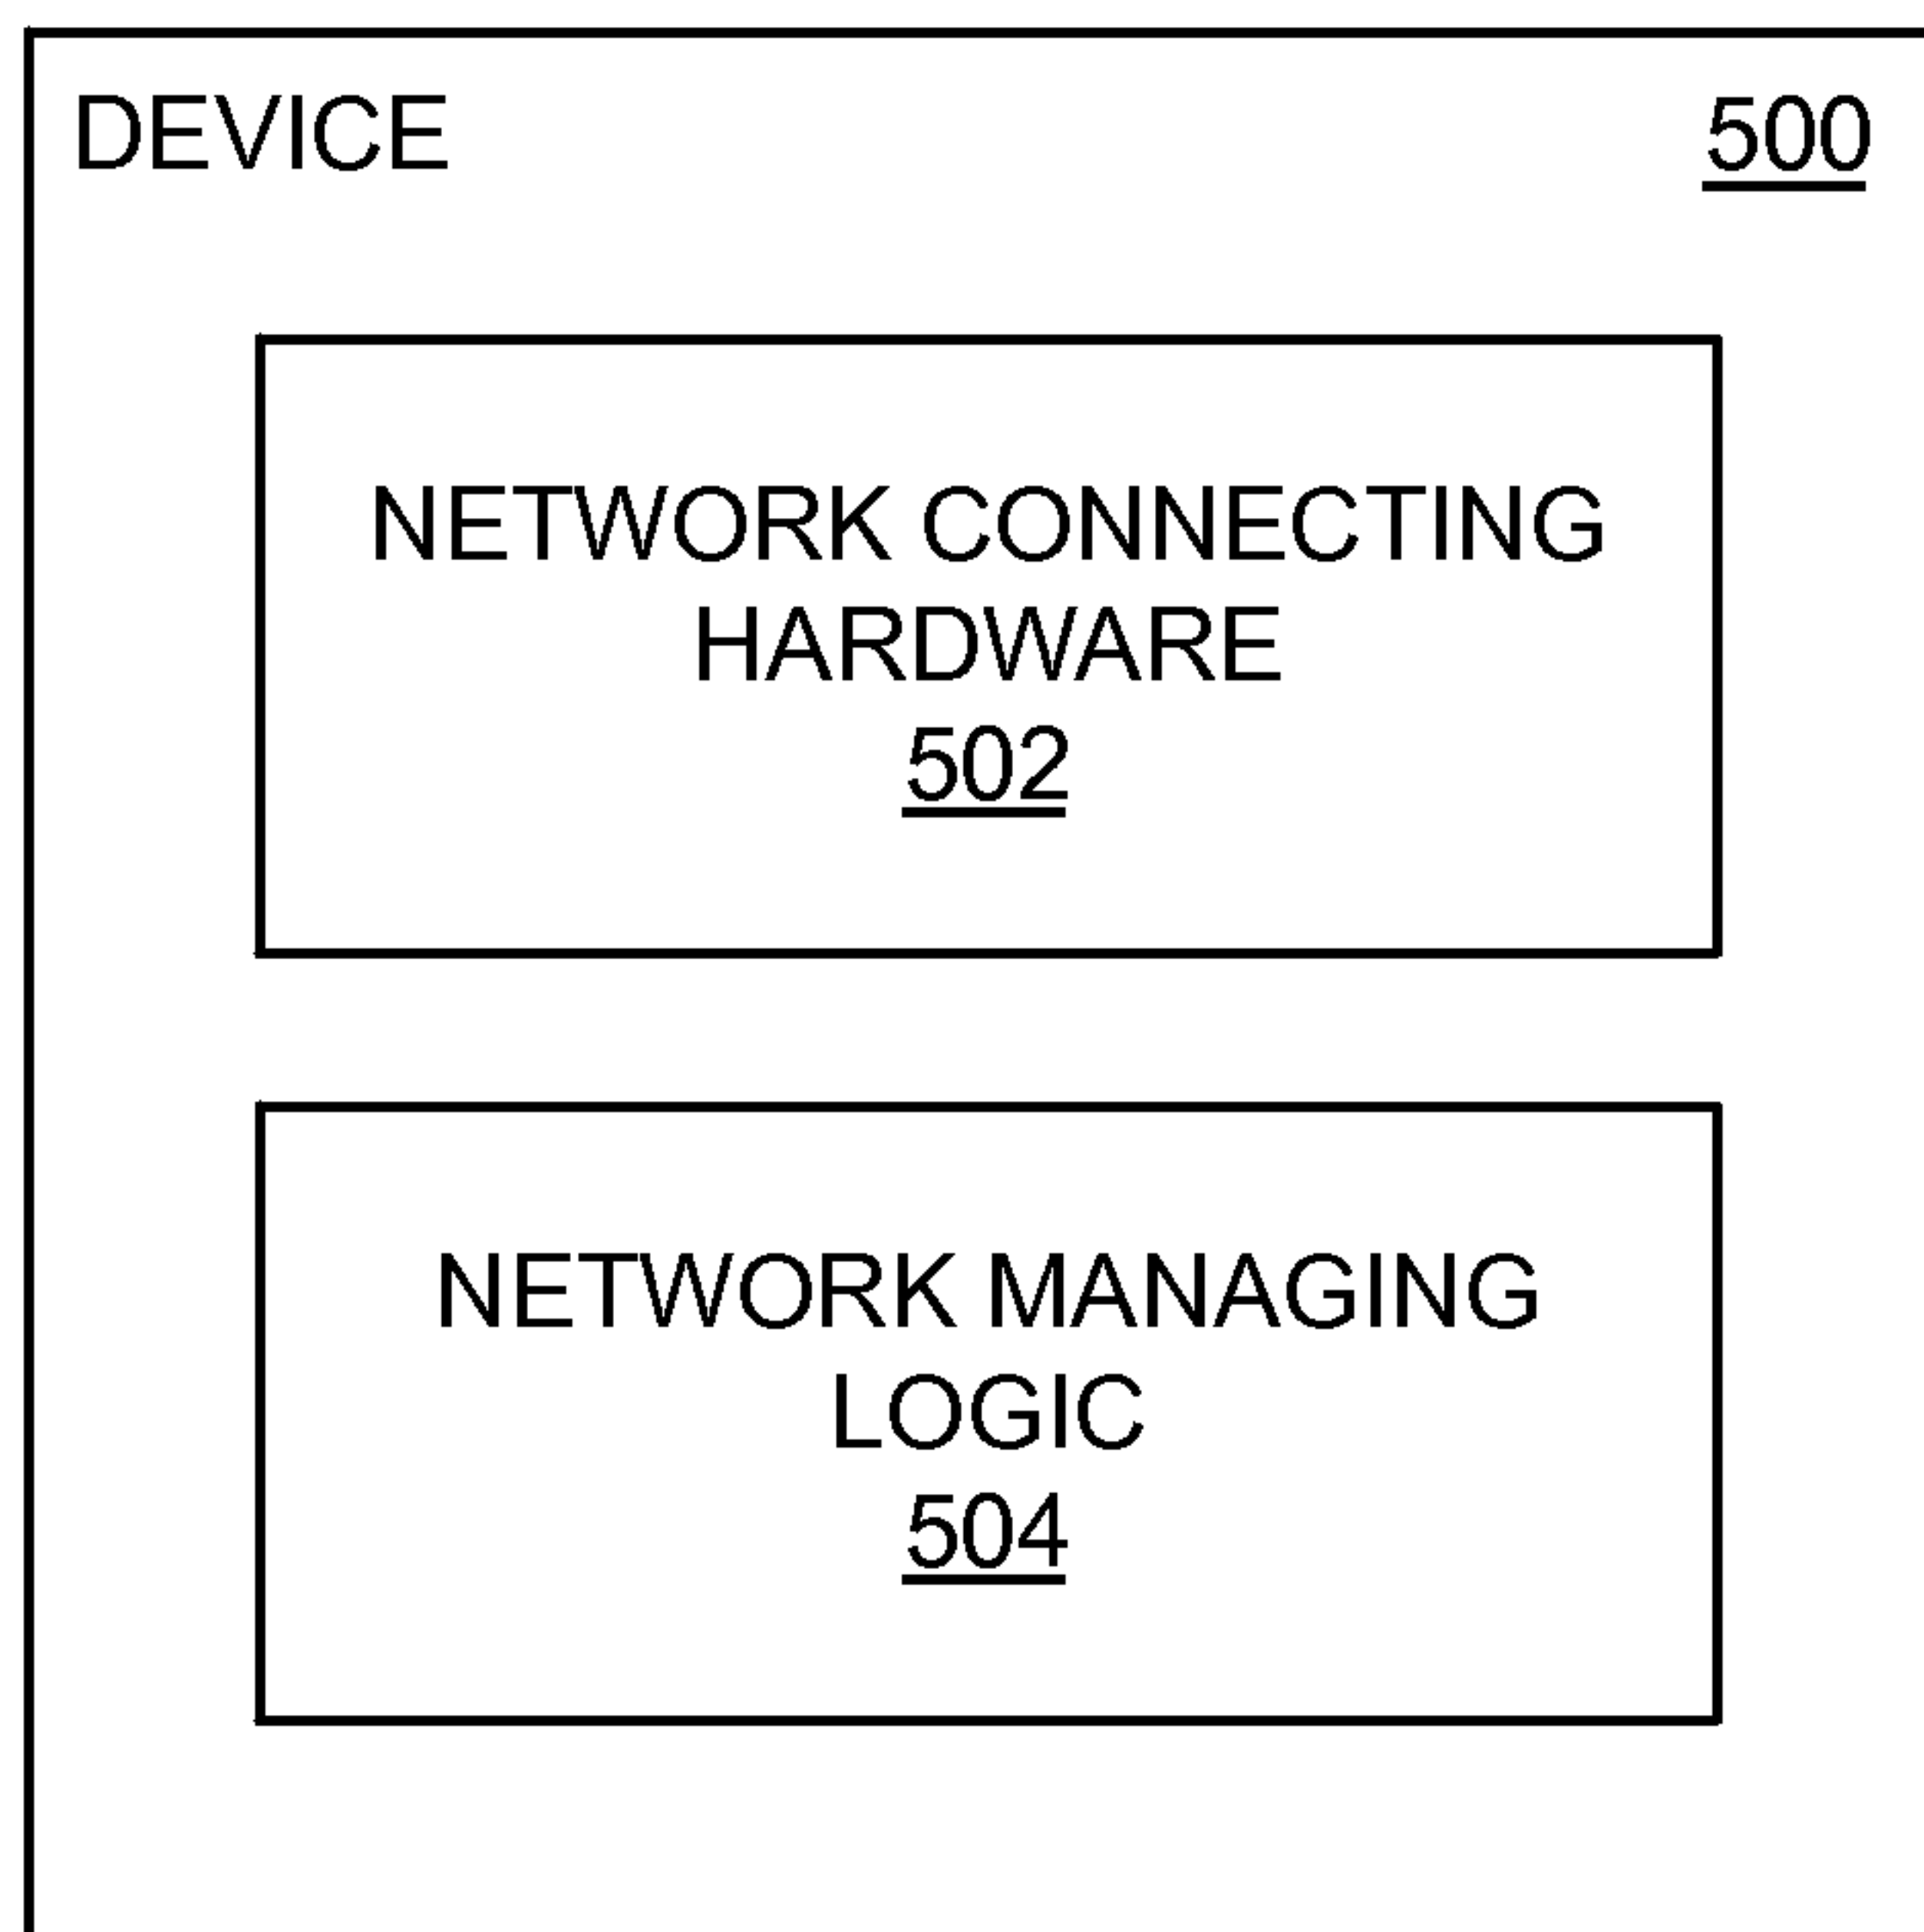 DEVICE 500
NETWORK CONNECTING
HARDWARE
502
NETWORK MANAGING
LOGIC
504